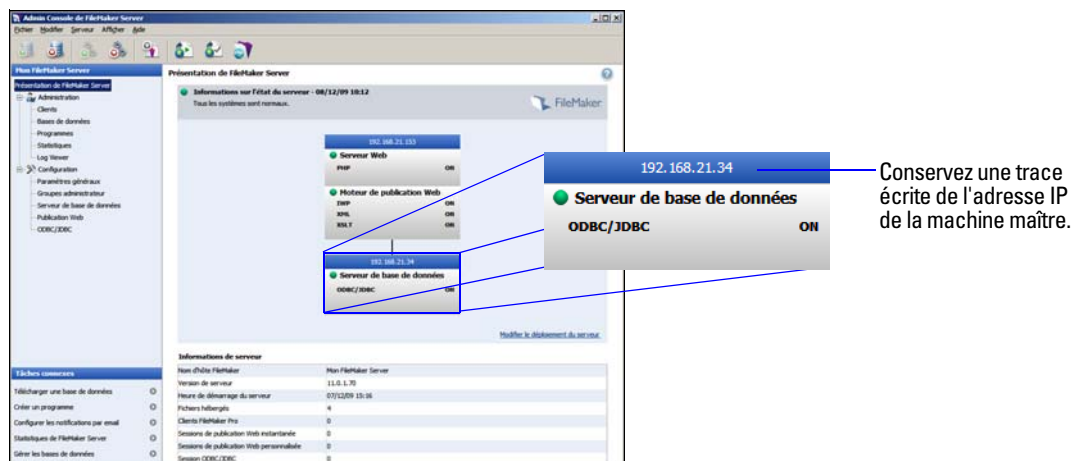 Admin Console de FileMaker Server
Fichier Modifier Serveur Afficher Aide
Mon FileMaker Server
Présentation de FileMaker Server
Administration
Clients
Bases de données
Programmes
Statistiques
Log Viewer
Configuration
Paramètres généraux
Groupes administrateur
Serveur de base de données
Publication Web
ODBC/JDBC
Tâches connexes
Télécharger une base de données
Créer un programme
Configurer les notifications par email
Statistiques de FileMaker Server
Gérer les bases de données
Présentation de FileMaker Server
Informations sur l'état du serveur - 08/12/09 10:12
Tous les systèmes sont normaux.
FileMaker
192.168.21.153
Serveur Web
PHP ON
Moteur de publication Web
IWP ON
XML ON
XSLT ON
192.168.21.34
Serveur de base de données
ODBC/JDBC ON
Modifier le déploiement du serveur
Informations de serveur
Nom d'hôte FileMaker Mon FileMaker Server
Version de serveur 11.0.1.70
Heure de démarrage du serveur 07/12/09 15:16
Fichiers hébergés 4
Clients FileMaker Pro 0
Sessions de publication Web instantanée 0
Sessions de publication Web personnalisée 0
Session ODBC/JDBC 0
192.168.21.34
Serveur de base de données
ODBC/JDBC ON
Conservez une trace
écrite de l'adresse IP
de la machine maître.